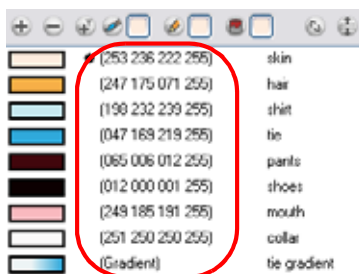 (253 236 222 255) skin
(247 175 071 255) hair
(198 232 239 255) shirt
(047 169 219 255) tie
(065 006 012 255) pants
(012 000 001 255) shoes
(249 185 191 255) mouth
(251 250 250 255) collar
(Gradient) tie gradient